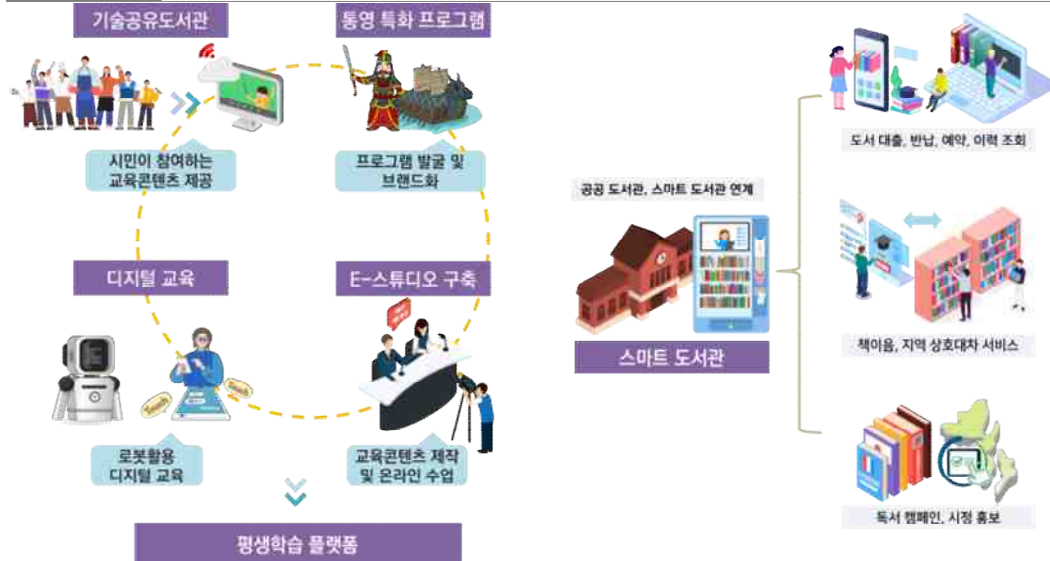 기술공유도서관
통영 특화 프로그램
시민이 참여하는
교육콘텐츠 제공
프로그램 발굴 및
브랜드화
디지털 교육
E-스튜디오 구축
Touch
Touch
로봇활용
디지털 교육
교육콘텐츠 제작
및 온라인 수업
평생학습 플랫폼
공공 도서관, 스마트 도서관 연계
스마트 도서관
도서 대출, 반납, 예약, 이력 조회
책이음, 지역 상호대차 서비스
독서 캠페인, 시정 홍보